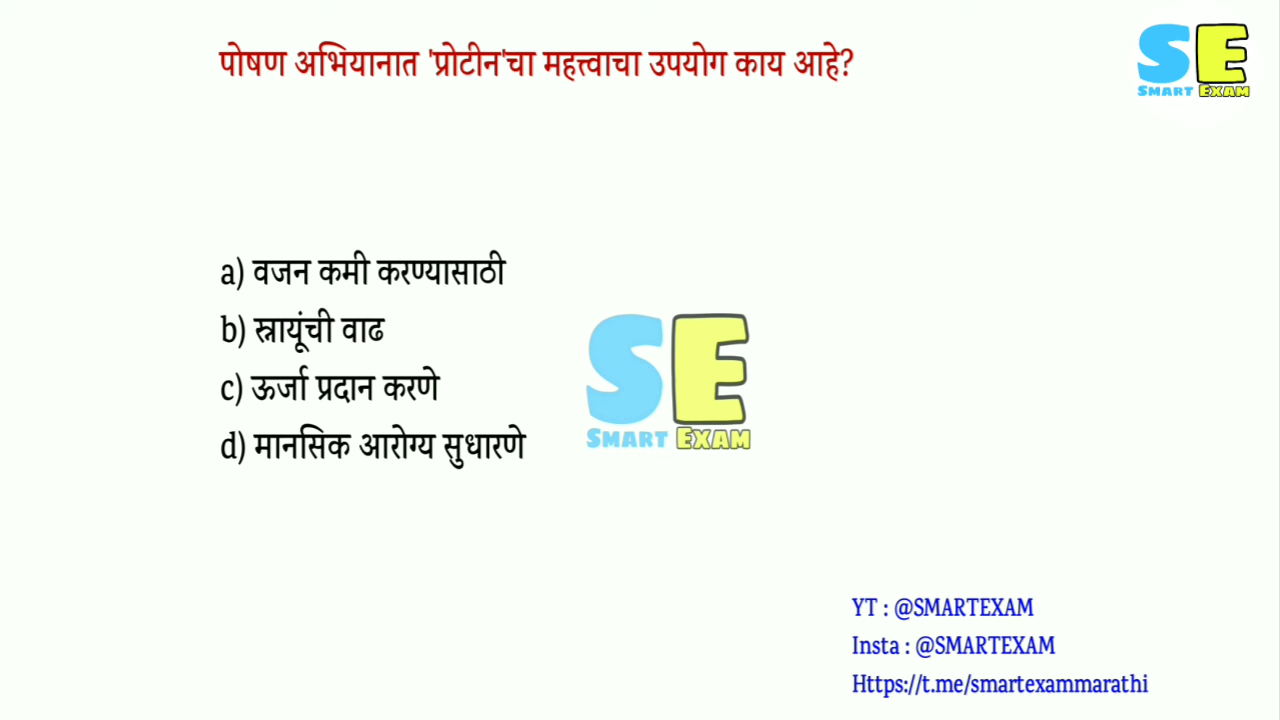 पोषण अभियानात 'प्रोटीन'चा महत्त्वाचा उपयोग काय आहे?
SE
SMART EXAM
a) वजन कमी करण्यासाठी
b) स्नायूंची वाढ
c) ऊर्जा प्रदान करणे
d) मानसिक आरोग्य सुधारणे
SE
SMART EXAM
YT : @SMARTEXAM
Insta : @SMARTEXAM
Https://t.me/smartexammarathi